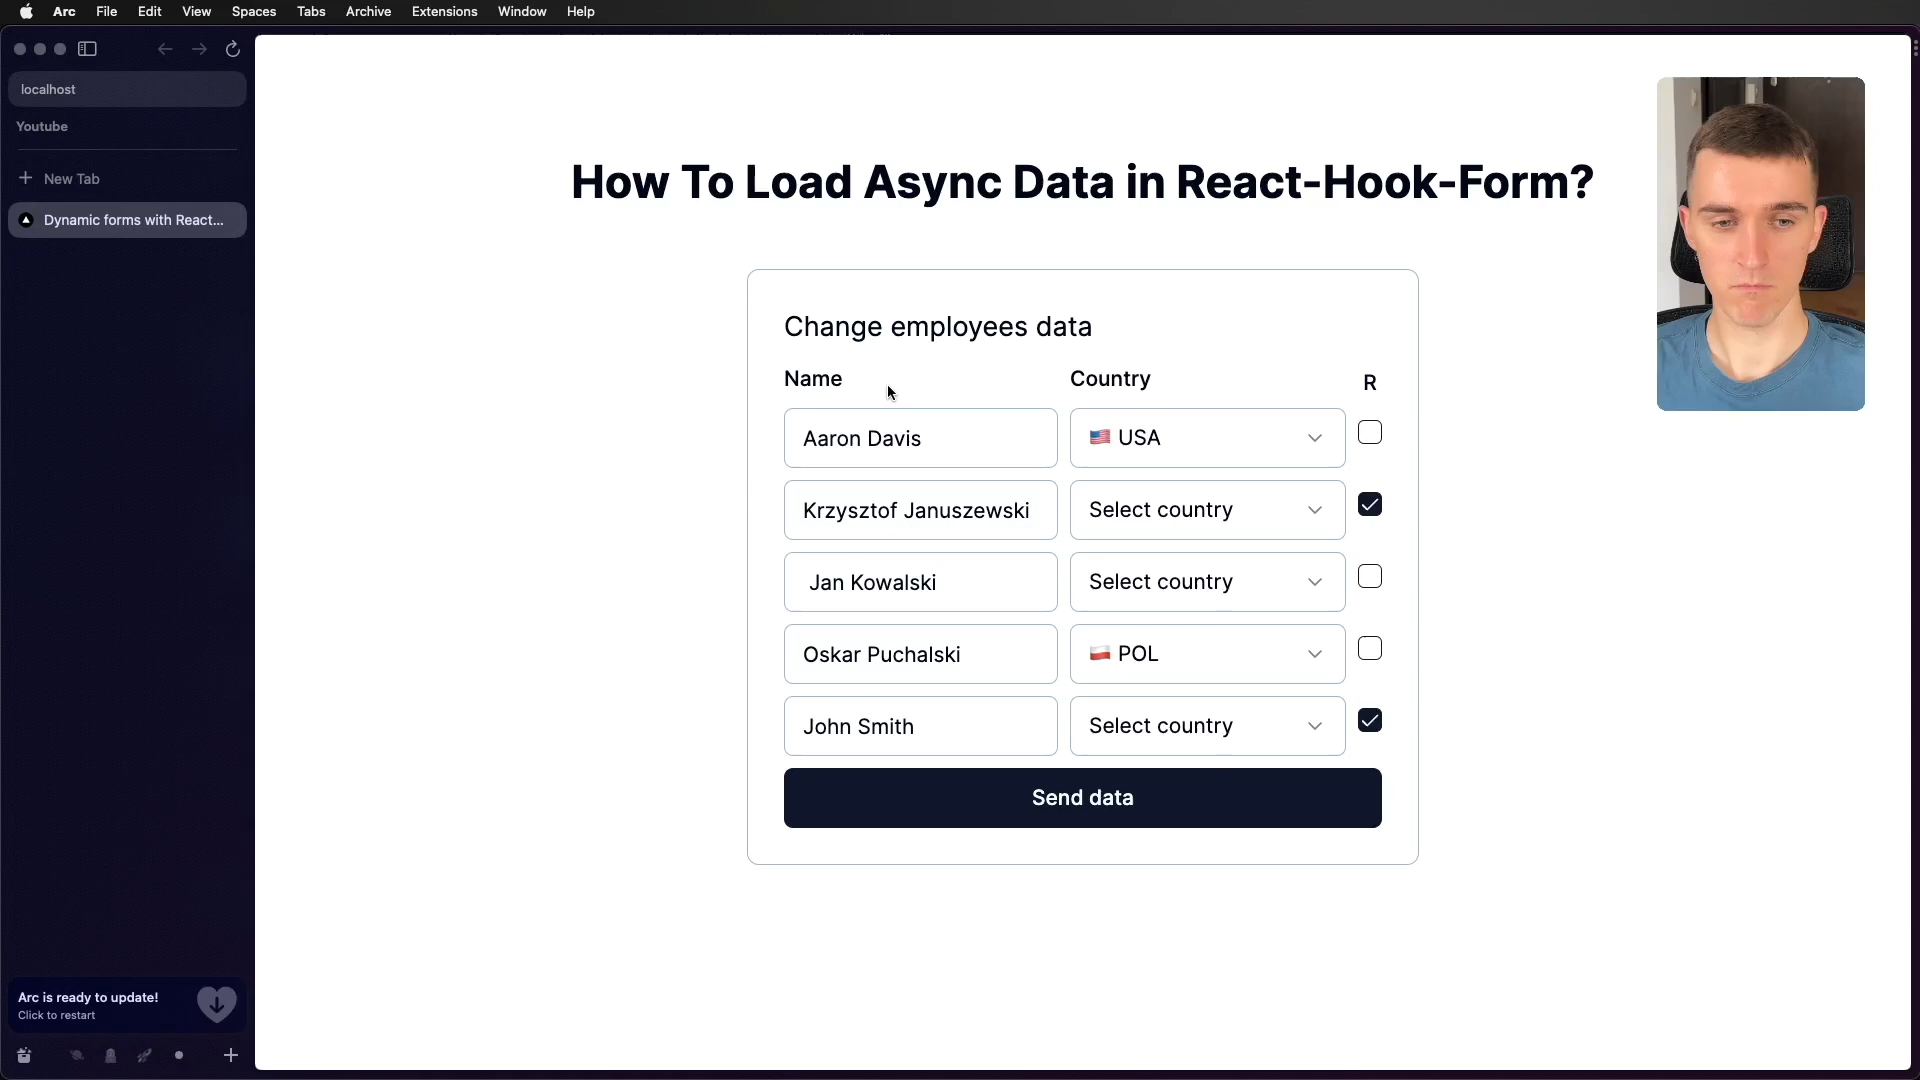 Arc File Edit View Spaces Tabs Archive Extensions Window Help
localhost
Youtube
New Tab
Dynamic forms with React...
How To Load Async Data in React-Hook-Form?
Change employees data
Name Country R
Aaron Davis 🇺🇸 USA
Krzysztof Januszewski Select country
Jan Kowalski Select country
Oskar Puchalski 🇵🇱 POL
John Smith Select country
Send data
Arc is ready to update!
Click to restart